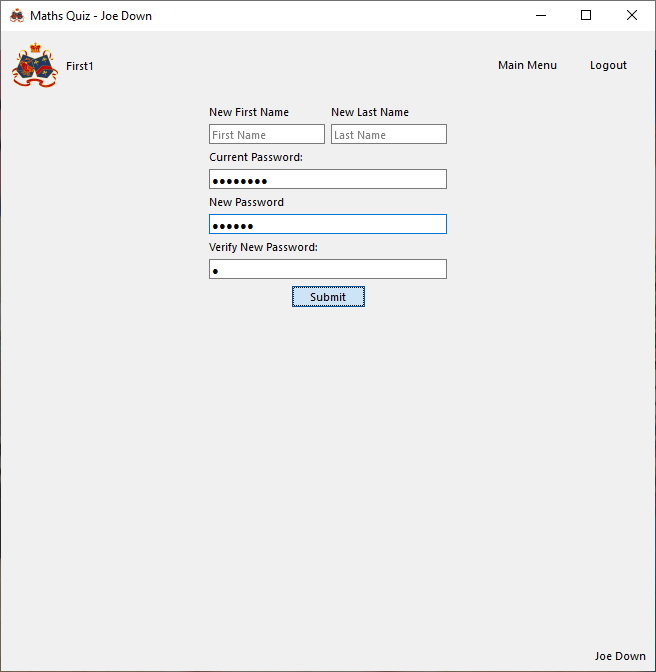 Maths Quiz - Joe Down
First1 Main Menu Logout
New First Name New Last Name
First Name Last Name
Current Password:
●●●●●●●●
New Password
●●●●●●
Verify New Password:
●
Submit
Joe Down